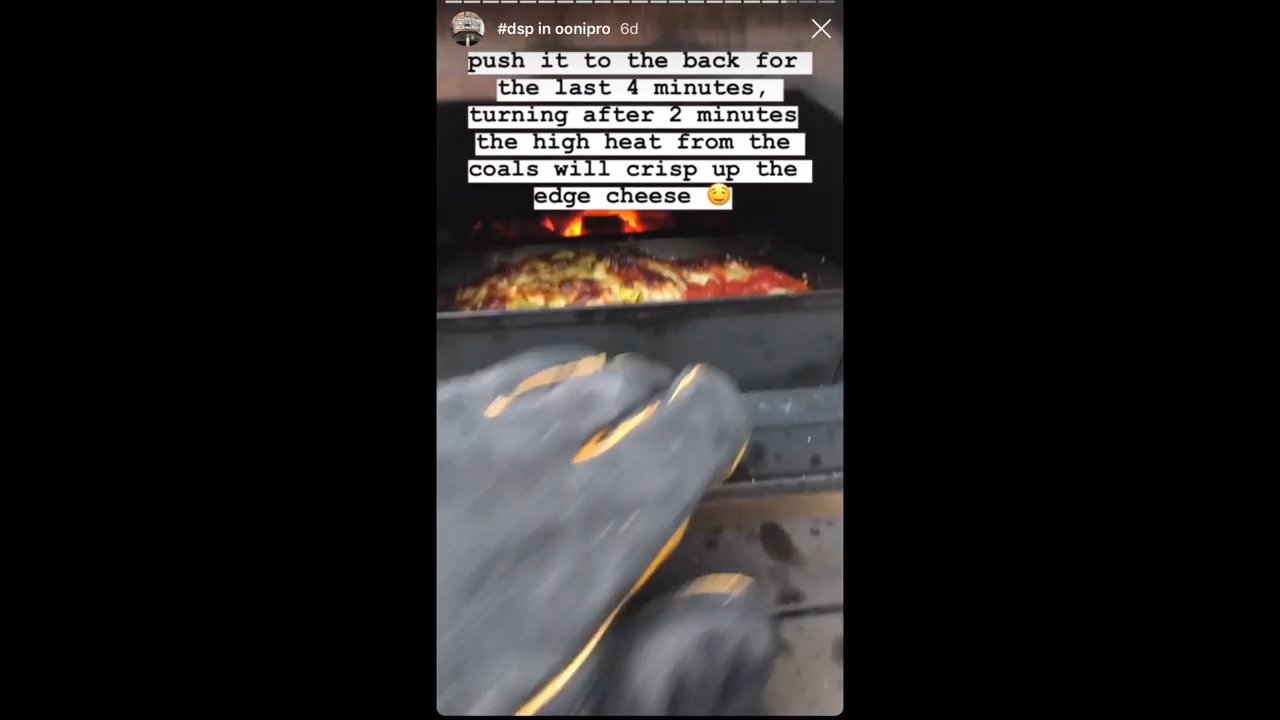 #dsp in oonipro 6d
push it to the back for
the last 4 minutes,
turning after 2 minutes
the high heat from the
coals will crisp up the
edge cheese 🤤